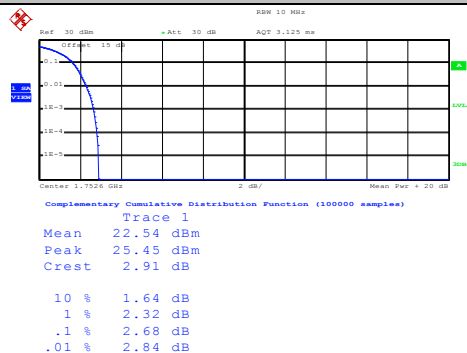 RBW 10 MHz
Ref 30 dBm * Att 30 dB AQT 3.125 ms
Offset 15 dB
0.1
0.01
1E-3
1E-4
1E-5
1 SA
VIEW
A
LVL
3DB
Center 1.7526 GHz 2 dB/ Mean Pwr + 20 dB
Complementary Cumulative Distribution Function (100000 samples)
Trace 1
Mean 22.54 dBm
Peak 25.45 dBm
Crest 2.91 dB
10 % 1.64 dB
1 % 2.32 dB
.1 % 2.68 dB
.01 % 2.84 dB